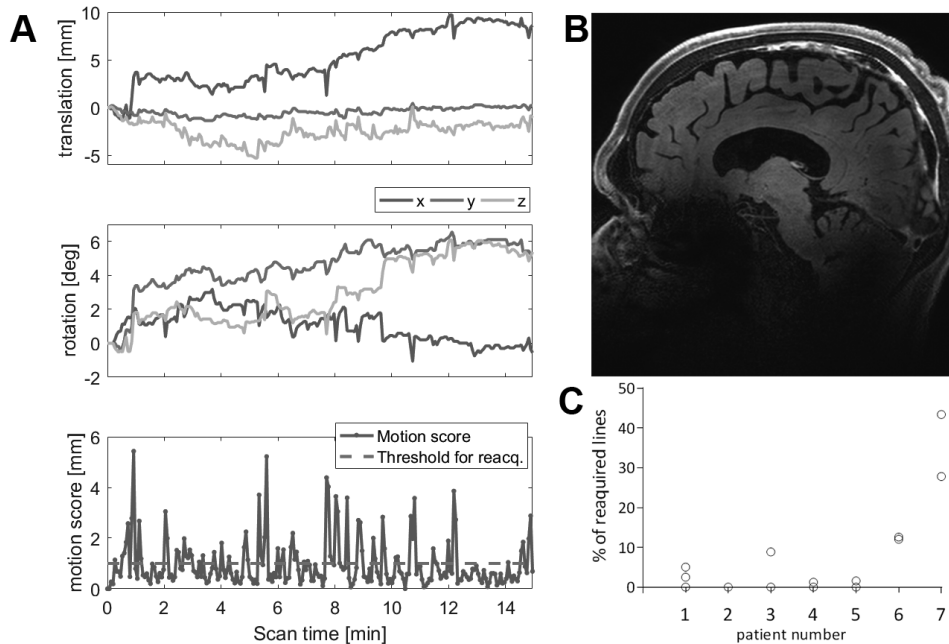 A
translation [mm]
10
5
0
-5
x y z
rotation [deg]
6
4
2
0
-2
motion score [mm]
6
4
2
0
Motion score
Threshold for reacq.
0 2 4 6 8 10 12 14
Scan time [min]
B
C
% of reaquired lines
50
40
30
20
10
0
1 2 3 4 5 6 7
patient number